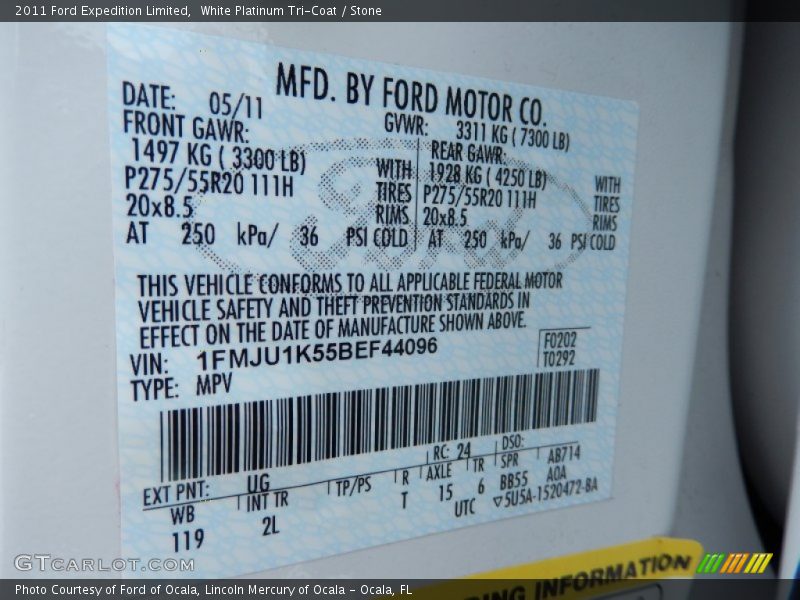 2011 Ford Expedition Limited, White Platinum Tri-Coat / Stone
MFD. BY FORD MOTOR CO.
DATE: 05/11 GVWR: 3311 KG ( 7300 LB)
FRONT GAWR: REAR GAWR:
1497 KG ( 3300 LB) WITH 1928 KG ( 4250 LB) WITH
P275/55R20 111H TIRES P275/55R20 111H TIRES
20x8.5 RIMS 20x8.5 RIMS
AT 250 kPa/ 36 PSI COLD AT 250 kPa/ 36 PSI COLD
Ford
THIS VEHICLE CONFORMS TO ALL APPLICABLE FEDERAL MOTOR
VEHICLE SAFETY AND THEFT PREVENTION STANDARDS IN
EFFECT ON THE DATE OF MANUFACTURE SHOWN ABOVE.
VIN: 1FMJU1K55BEF44096 F0202
TYPE: MPV T0292
EXT PNT: UG RC: 24 DSO: AB714
WB INT TR TP/PS R AXLE TR SPR A0A
119 2L T 15 6 BB55
UTC ▽5U5A-1520472-BA
ING INFORMATION
GTCARLOT.COM
Photo Courtesy of Ford of Ocala, Lincoln Mercury of Ocala - Ocala, FL